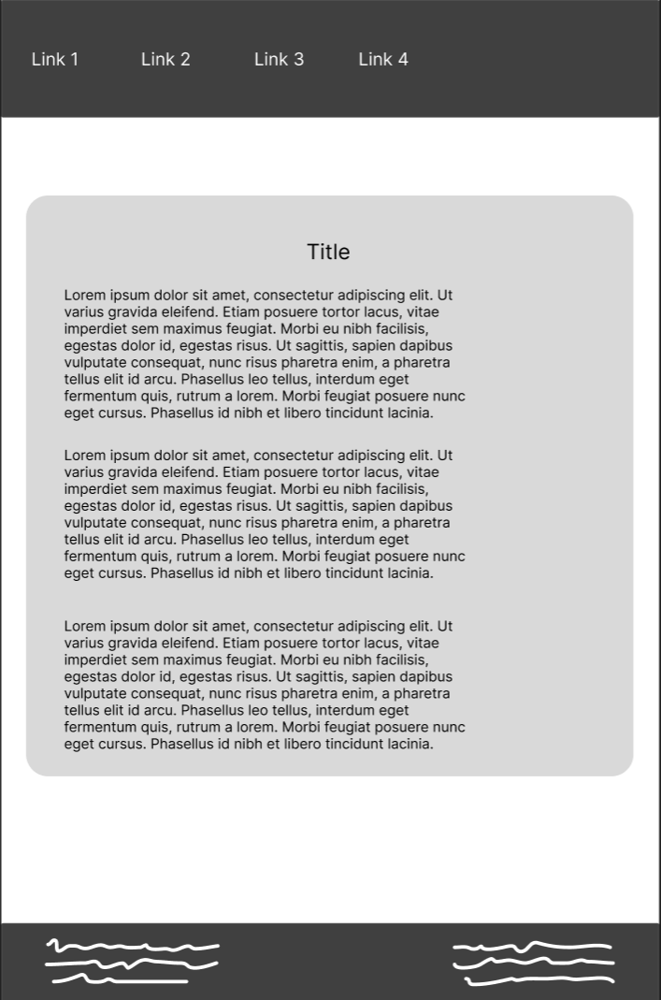 Link 1 Link 2 Link 3 Link 4
Title
Lorem ipsum dolor sit amet, consectetur adipiscing elit. Ut
varius gravida eleifend. Etiam posuere tortor lacus, vitae
imperdiet sem maximus feugiat. Morbi eu nibh facilisis,
egestas dolor id, egestas risus. Ut sagittis, sapien dapibus
vulputate consequat, nunc risus pharetra enim, a pharetra
tellus elit id arcu. Phasellus leo tellus, interdum eget
fermentum quis, rutrum a lorem. Morbi feugiat posuere nunc
eget cursus. Phasellus id nibh et libero tincidunt lacinia.
Lorem ipsum dolor sit amet, consectetur adipiscing elit. Ut
varius gravida eleifend. Etiam posuere tortor lacus, vitae
imperdiet sem maximus feugiat. Morbi eu nibh facilisis,
egestas dolor id, egestas risus. Ut sagittis, sapien dapibus
vulputate consequat, nunc risus pharetra enim, a pharetra
tellus elit id arcu. Phasellus leo tellus, interdum eget
fermentum quis, rutrum a lorem. Morbi feugiat posuere nunc
eget cursus. Phasellus id nibh et libero tincidunt lacinia.
Lorem ipsum dolor sit amet, consectetur adipiscing elit. Ut
varius gravida eleifend. Etiam posuere tortor lacus, vitae
imperdiet sem maximus feugiat. Morbi eu nibh facilisis,
egestas dolor id, egestas risus. Ut sagittis, sapien dapibus
vulputate consequat, nunc risus pharetra enim, a pharetra
tellus elit id arcu. Phasellus leo tellus, interdum eget
fermentum quis, rutrum a lorem. Morbi feugiat posuere nunc
eget cursus. Phasellus id nibh et libero tincidunt lacinia.